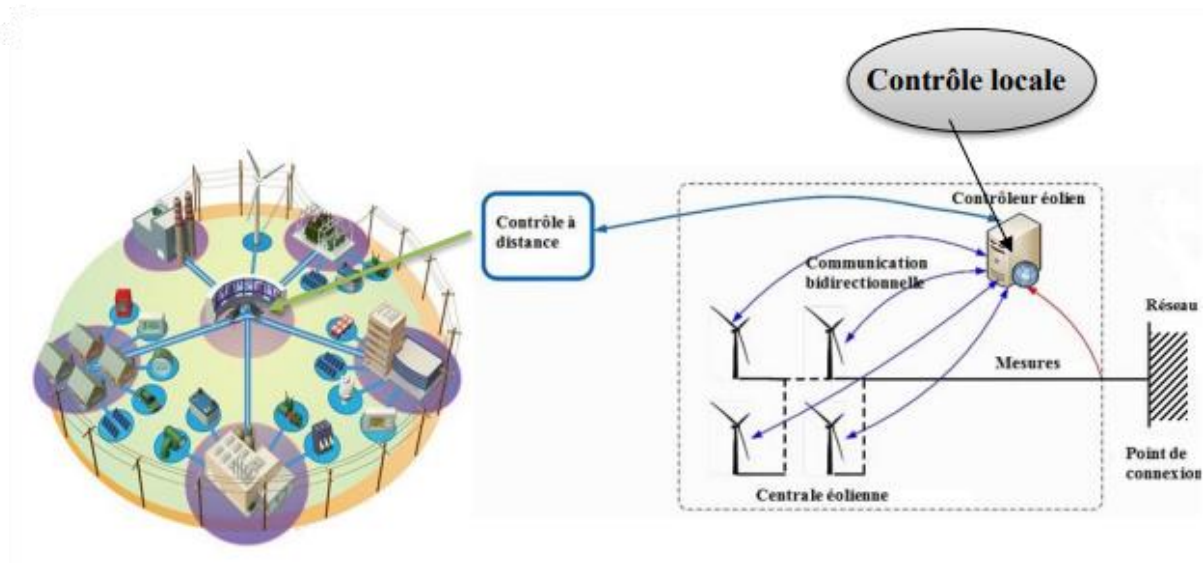 Contrôle locale
Contrôleur éolien
Contrôle à
distance
Communication
bidirectionnelle
Réseau
Mesures
Point de
connexion
Centrale éolienne